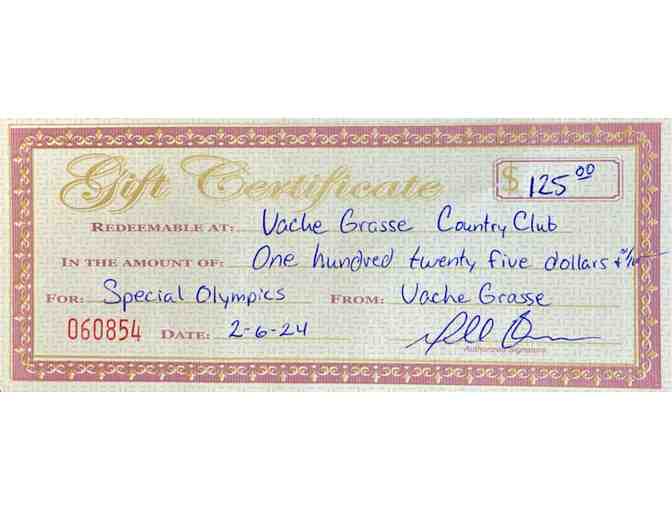 Gift Certificate $ 125 00
REDEEMABLE AT: Vache Grasse Country Club
IN THE AMOUNT OF: One hundred twenty five dollars &
FOR: Special Olympics FROM: Vache Grasse
060854 DATE: 2-6-24
Authorized Signature